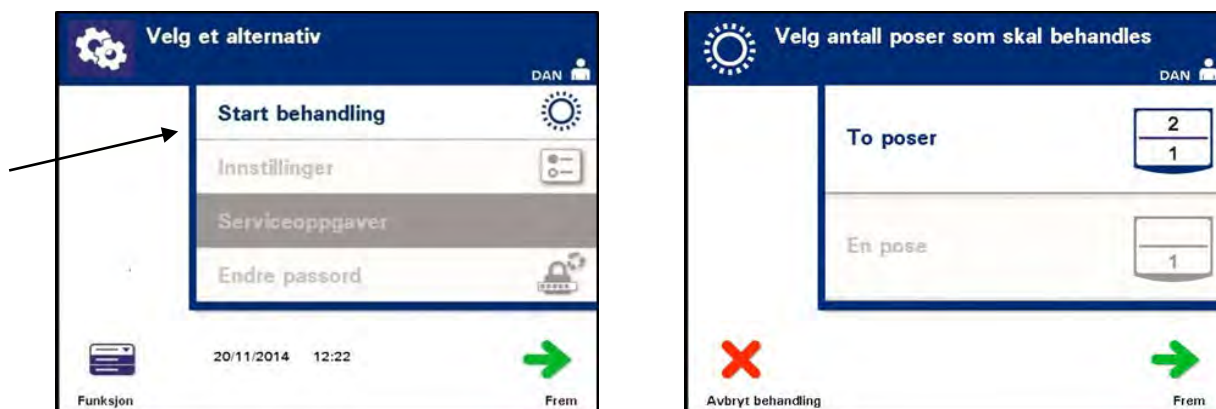 Velg et alternativ
DAN
Start behandling
Innstillinger
Serviceoppgaver
Endre passord
20/11/2014 12:22
Funksjon
Frem
Velg antall poser som skal behandles
DAN
To poser
2
1
En pose
1
Avbryt behandling
Frem